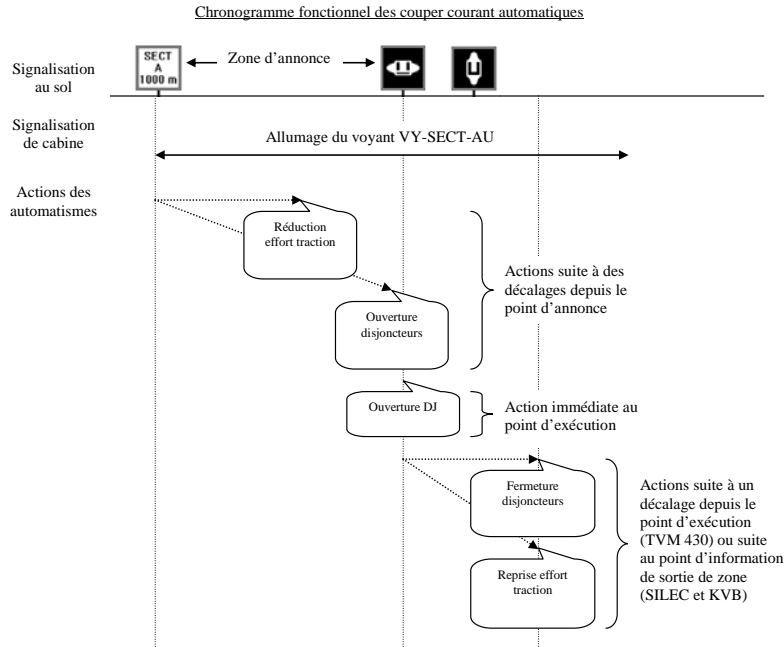 Chronogramme fonctionnel des couper courant automatiques
SECT
A
1000 m
Zone d'annonce
Signalisation
au sol
Signalisation
de cabine
Allumage du voyant VY-SECT-AU
Actions des
automatismes
Réduction
effort traction
Actions suite à des
décalages depuis le
point d'annonce
Ouverture
disjoncteurs
Ouverture DJ
Action immédiate au
point d'exécution
Fermeture
disjoncteurs
Actions suite à un
décalage depuis le
point d'exécution
(TVM 430) ou suite
au point d'information
de sortie de zone
(SILEC et KVB)
Reprise effort
traction